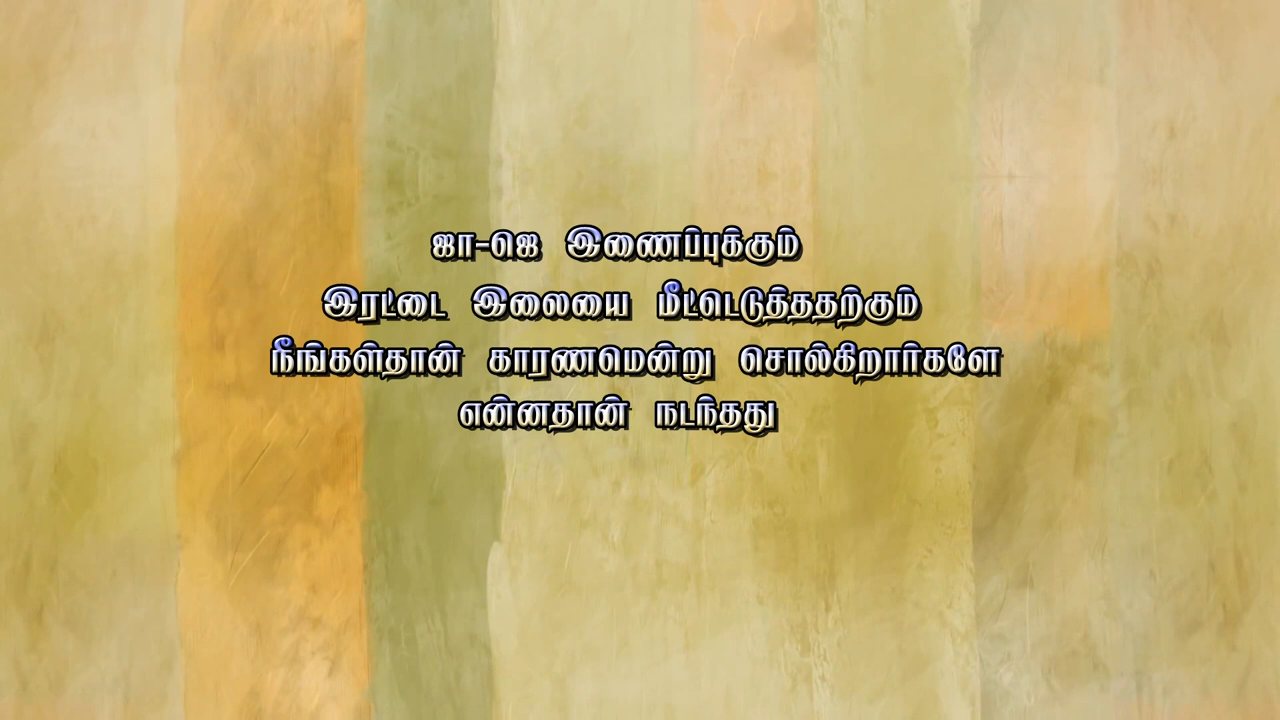 ஜா-ஜெ இணைப்புக்கும்
இரட்டை இலையை மீட்டெடுத்ததற்கும்
நீங்கள்தான் காரணமென்று சொல்கிறார்களே
என்னதான் நடந்தது